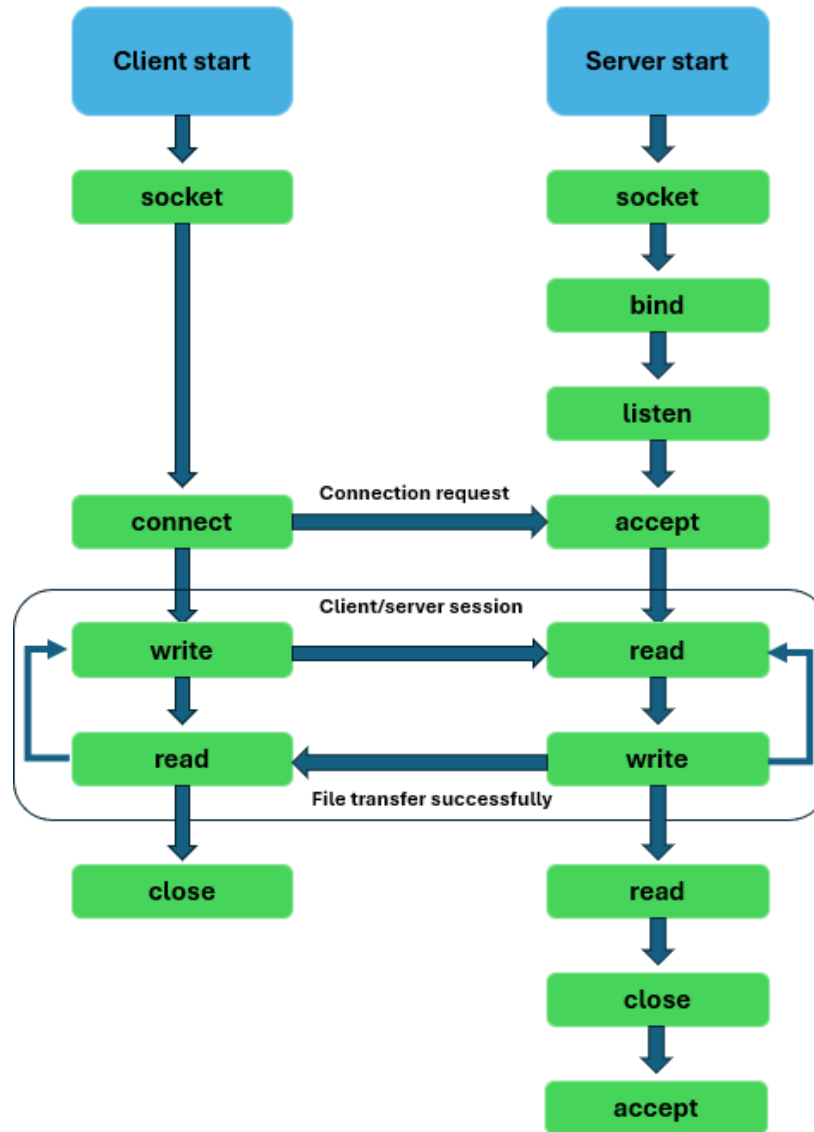 Client start
Server start
socket
socket
bind
listen
Connection request
connect
accept
Client/server session
write
read
read
write
File transfer successfully
close
read
close
accept